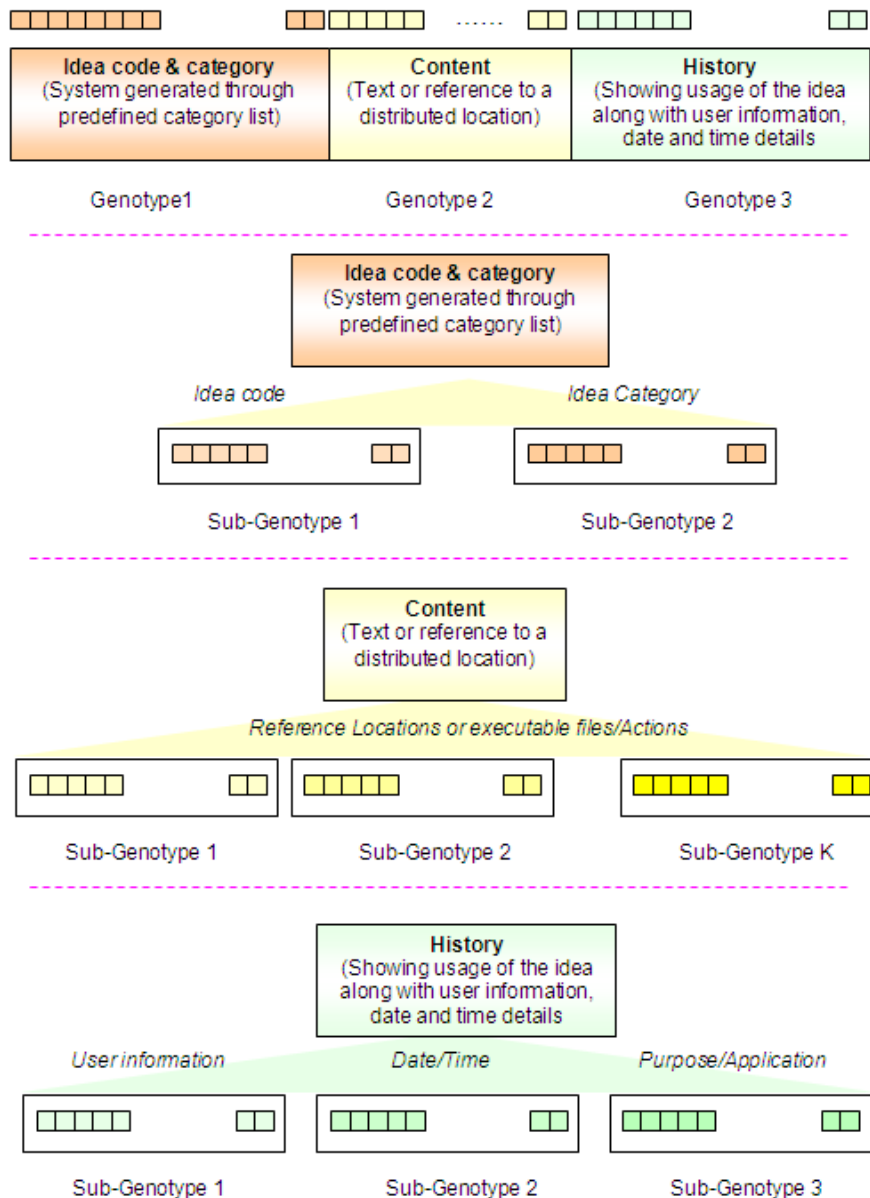 ......
Idea code & category
(System generated through
predefined category list)
Content
(Text or reference to a
distributed location)
History
(Showing usage of the idea
along with user information,
date and time details
Genotype1
Genotype 2
Genotype 3
Idea code & category
(System generated through
predefined category list)
Idea code
Idea Category
Sub-Genotype 1
Sub-Genotype 2
Content
(Text or reference to a
distributed location)
Reference Locations or executable files/Actions
Sub-Genotype 1
Sub-Genotype 2
Sub-Genotype K
History
(Showing usage of the idea
along with user information,
date and time details
User information
Date/Time
Purpose/Application
Sub-Genotype 1
Sub-Genotype 2
Sub-Genotype 3